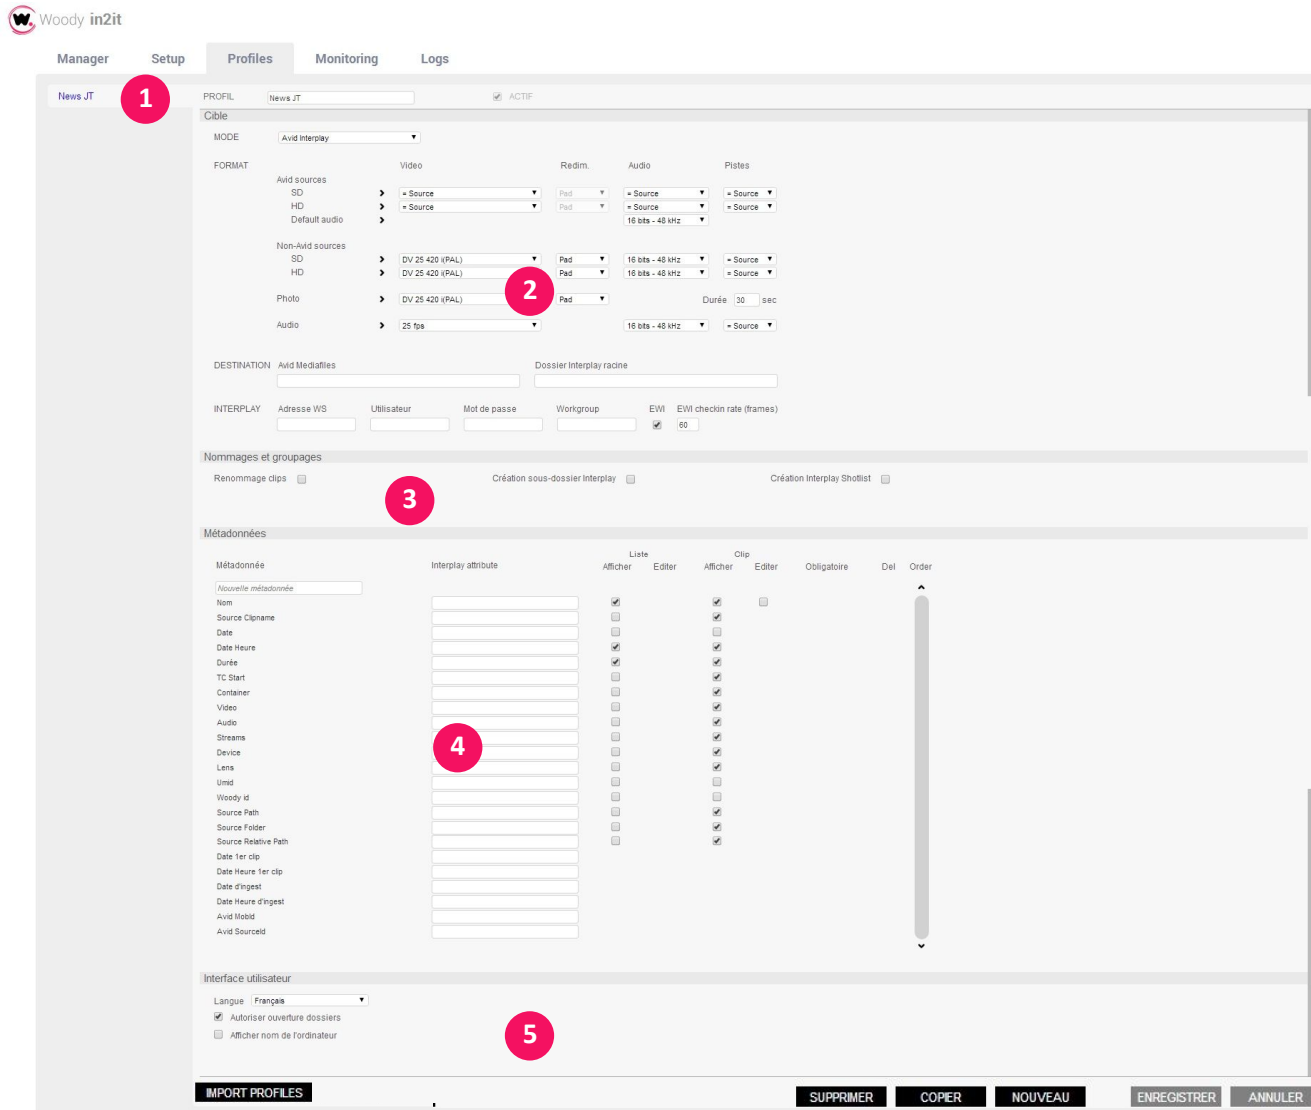 w. Woody in2it
Manager Setup Profiles Monitoring Logs
News JT 1 PROFIL News JT ACTIF
Cible
MODE Avid Interplay
FORMAT Video Redim. Audio Pistes
Avid sources
SD = Source Pad = Source = Source
HD = Source Pad = Source = Source
Default audio 16 bits - 48 kHz
Non-Avid sources
SD DV 25 420 i(PAL) Pad 16 bits - 48 kHz = Source
HD DV 25 420 i(PAL) Pad 16 bits - 48 kHz = Source
2
Photo DV 25 420 i(PAL) Pad Durée 30 sec
Audio 25 fps 16 bits - 48 kHz = Source
DESTINATION Avid Mediafiles Dossier Interplay racine
INTERPLAY Adresse WS Utilisateur Mot de passe Workgroup EWI EWI checkin rate (frames)
60
Nommages et groupages
Renommage clips Création sous-dossier Interplay Création Interplay Shotlist
3
Métadonnées
Liste Clip
Métadonnée Interplay attribute Afficher Editer Afficher Editer Obligatoire Del Order
Nouvelle métadonnée
Nom
Source Clipname
Date
Date Heure
Durée
TC Start
Container
Video
Audio
Streams
4
Device
Lens
Umid
Woody id
Source Path
Source Folder
Source Relative Path
Date 1er clip
Date Heure 1er clip
Date d'ingest
Date Heure d'ingest
Avid MobId
Avid SourceId
Interface utilisateur
Langue Français
Autoriser ouverture dossiers
Afficher nom de l'ordinateur
5
IMPORT PROFILES SUPPRIMER COPIER NOUVEAU ENREGISTRER ANNULER